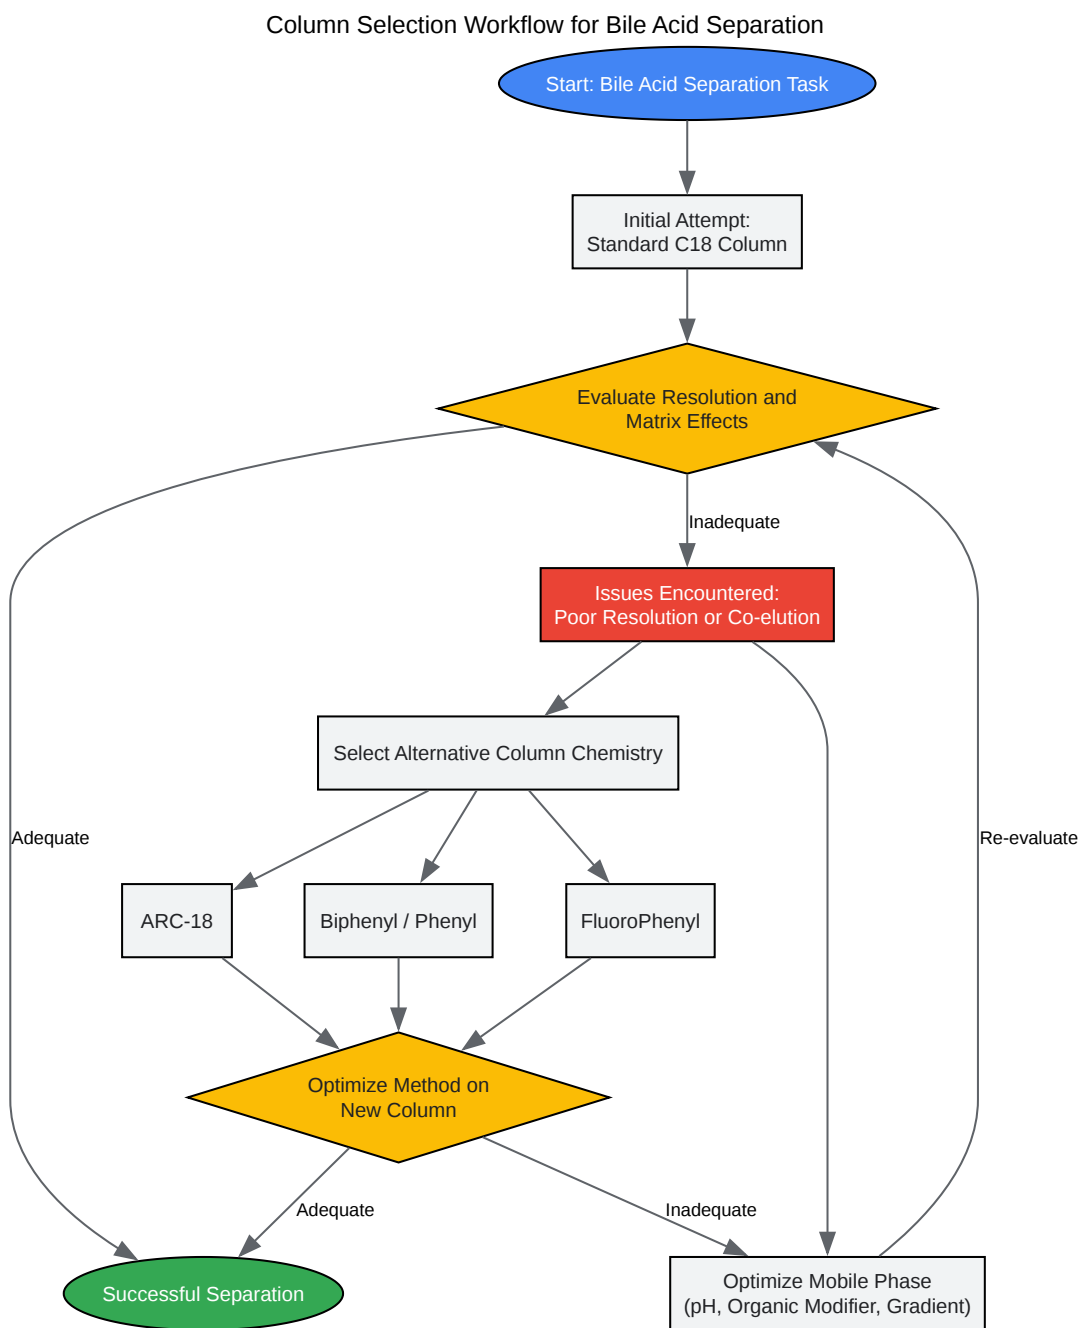 Column Selection Workflow for Bile Acid Separation
Start: Bile Acid Separation Task
Initial Attempt:
Standard C18 Column
Evaluate Resolution and
Matrix Effects
Inadequate
Issues Encountered:
Poor Resolution or Co-elution
Select Alternative Column Chemistry
Adequate
Re-evaluate
ARC-18
Biphenyl / Phenyl
FluoroPhenyl
Optimize Method on
New Column
Adequate
Inadequate
Successful Separation
Optimize Mobile Phase
(pH, Organic Modifier, Gradient)